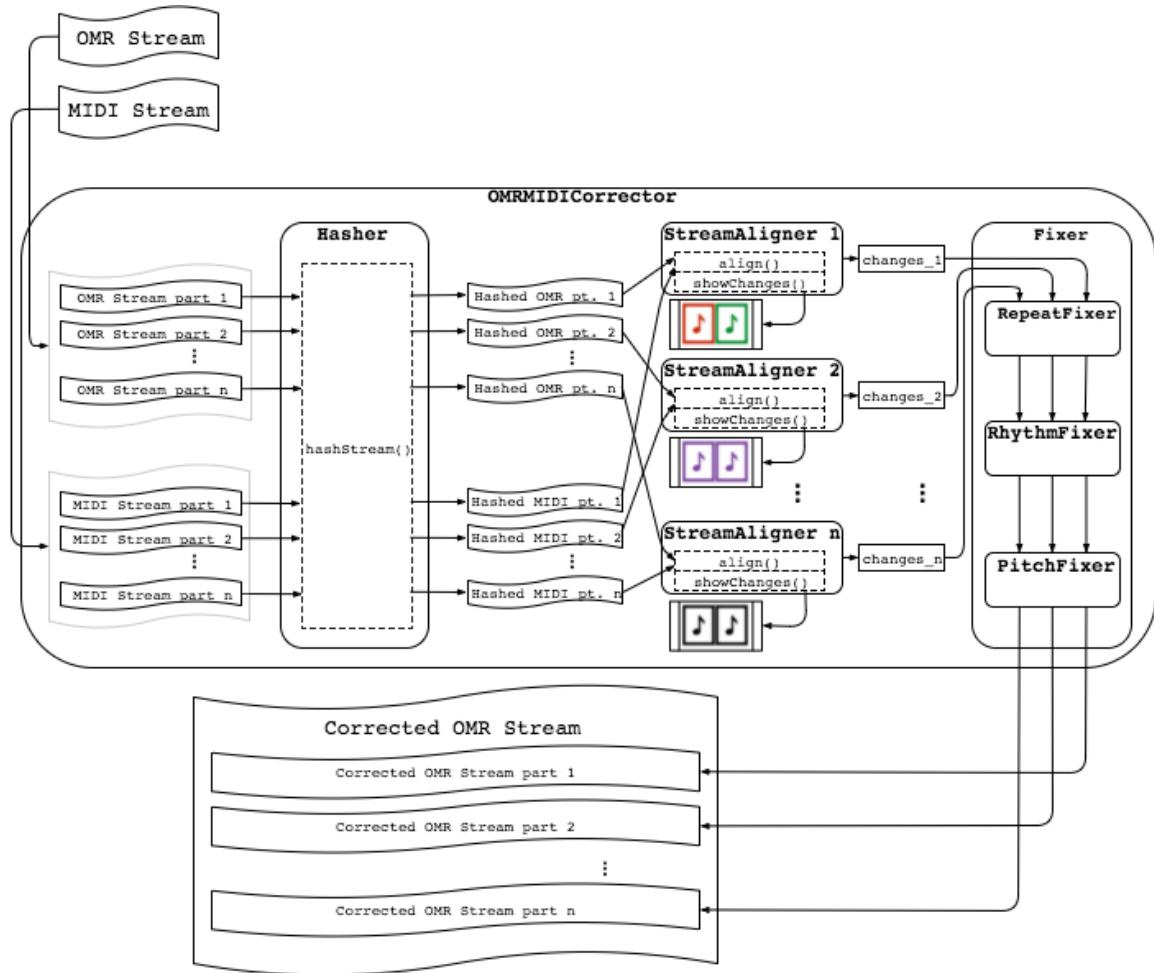 OMR Stream
MIDI Stream
OMRMIDICorrector
Hasher
StreamAligner 1
Fixer
align()
showChanges()
changes_1
OMR Stream part 1
OMR Stream part 2
OMR Stream part n
Hashed OMR pt. 1
Hashed OMR pt. 2
Hashed OMR pt. n
RepeatFixer
StreamAligner 2
align()
showChanges()
changes_2
hashStream()
RhythmFixer
MIDI Stream part 1
MIDI Stream part 2
MIDI Stream part n
Hashed MIDI pt. 1
Hashed MIDI pt. 2
Hashed MIDI pt. n
StreamAligner n
align()
showChanges()
changes_n
PitchFixer
Corrected OMR Stream
Corrected OMR Stream part 1
Corrected OMR Stream part 2
Corrected OMR Stream part n